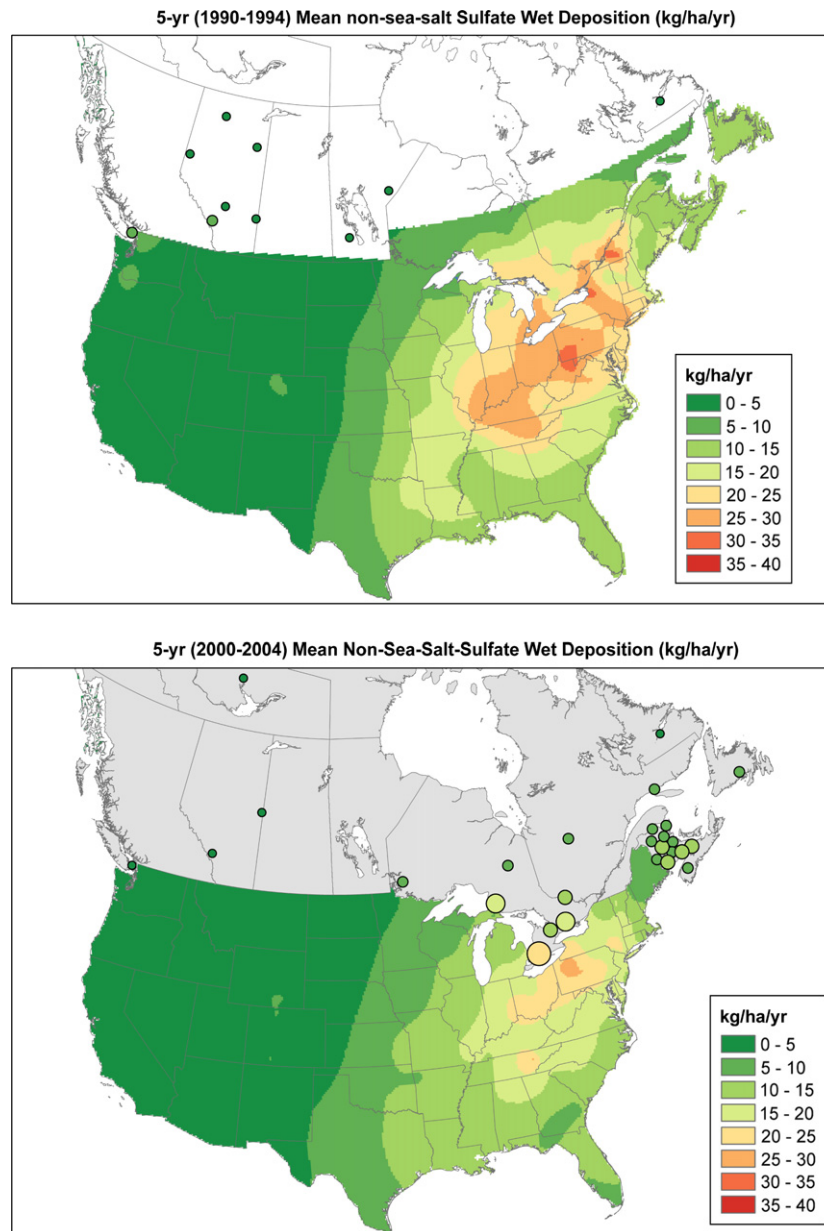 5-yr (1990-1994) Mean non-sea-salt Sulfate Wet Deposition (kg/ha/yr)
kg/ha/yr
0 - 5
5 - 10
10 - 15
15 - 20
20 - 25
25 - 30
30 - 35
35 - 40
5-yr (2000-2004) Mean Non-Sea-Salt-Sulfate Wet Deposition (kg/ha/yr)
kg/ha/yr
0 - 5
5 - 10
10 - 15
15 - 20
20 - 25
25 - 30
30 - 35
35 - 40